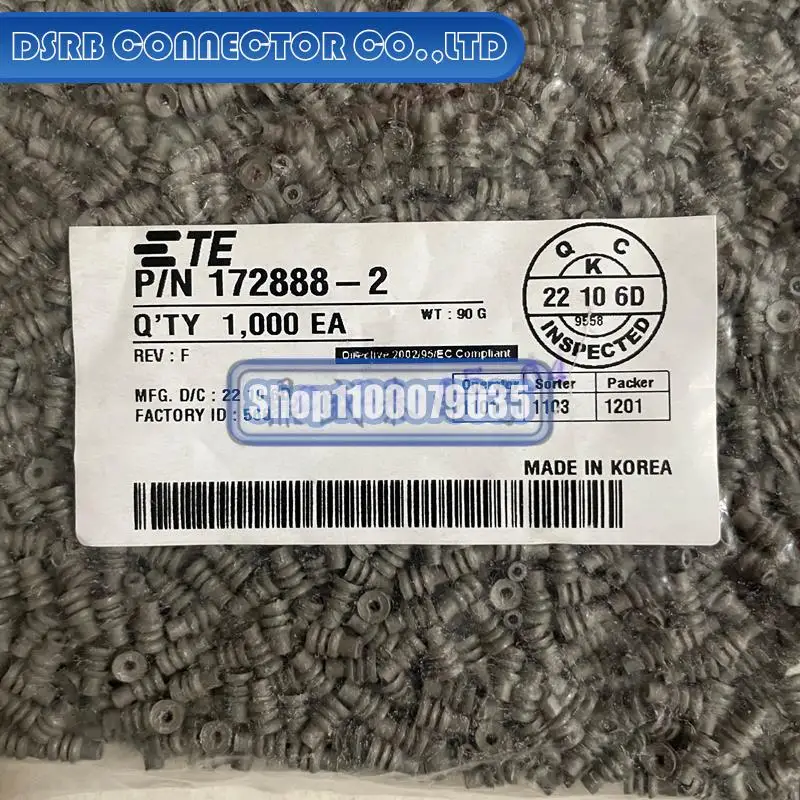 DSRB CONNECTOR CO.,LTD
TE
P/N 172888-2
Q'TY 1,000 EA
WT : 90 G
REV : F
Directive 2002/95/EC Compliant
MFG. D/C : 22
FACTORY ID :
Q C
K
22 10 6D
9558
INSPECTED
Operator Sorter Packer
1103 1201
Shop1100079035
MADE IN KOREA